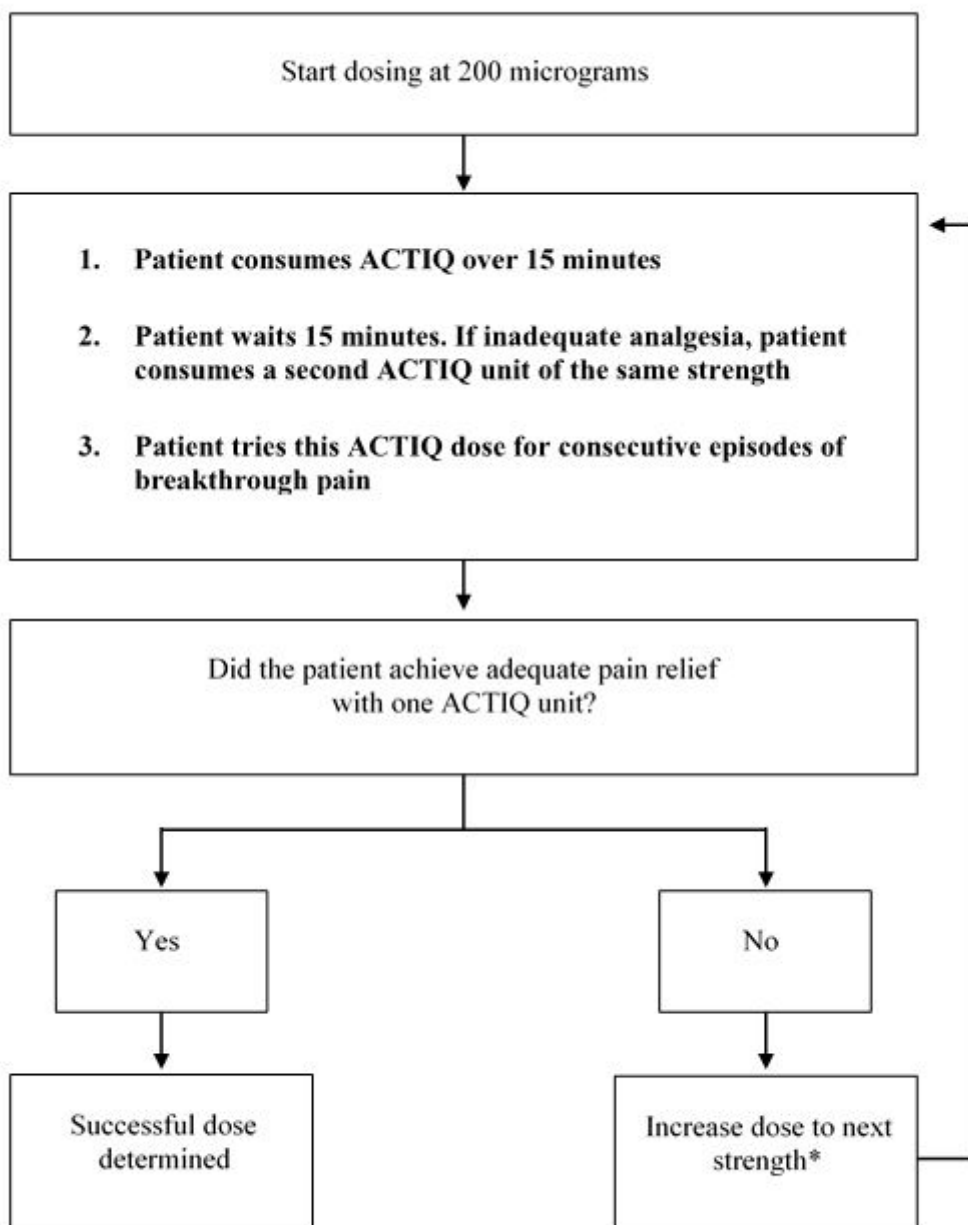 Start dosing at 200 micrograms
1. Patient consumes ACTIQ over 15 minutes
2. Patient waits 15 minutes. If inadequate analgesia, patient
consumes a second ACTIQ unit of the same strength
3. Patient tries this ACTIQ dose for consecutive episodes of
breakthrough pain
Did the patient achieve adequate pain relief
with one ACTIQ unit?
Yes
No
Successful dose
determined
Increase dose to next
strength*